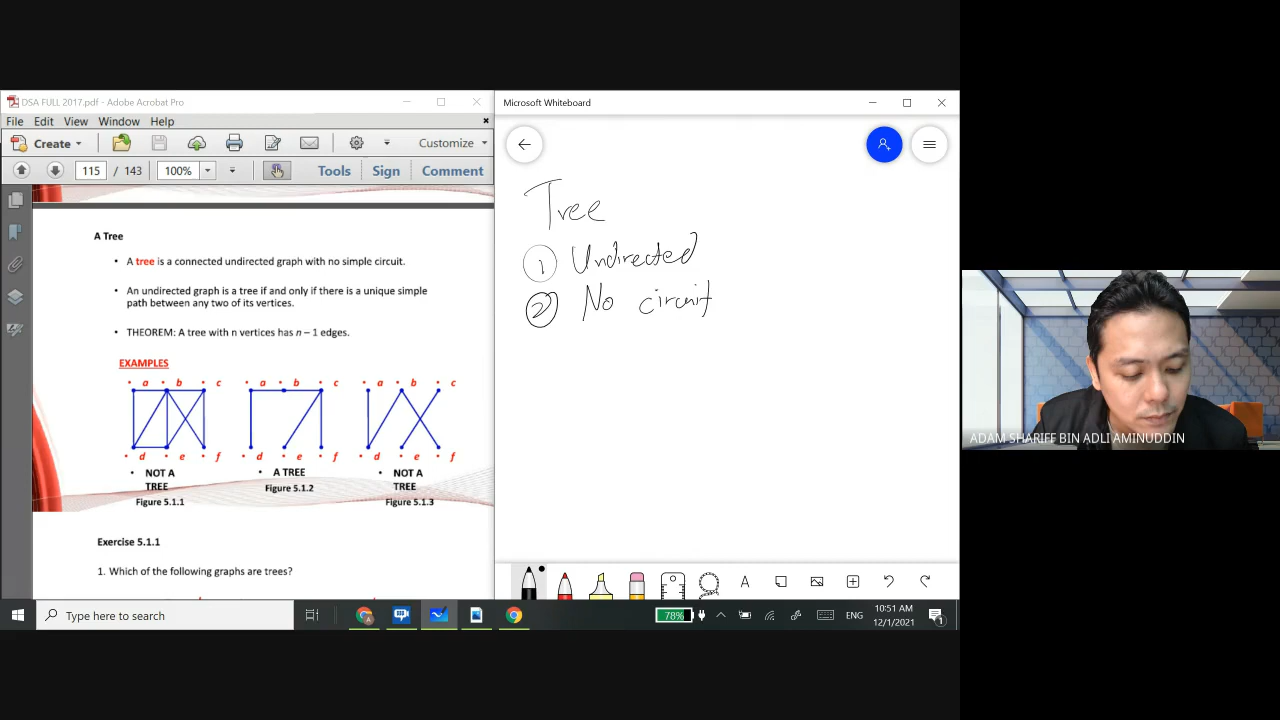 DSA FULL 2017.pdf - Adobe Acrobat Pro
File Edit View Window Help
Create Customize
115 / 143 100% Tools Sign Comment
A Tree
• A tree is a connected undirected graph with no simple circuit.
• An undirected graph is a tree if and only if there is a unique simple
path between any two of its vertices.
• THEOREM: A tree with n vertices has n – 1 edges.
EXAMPLES
• a • b • c • a • b • c • a • b • c
• d • e • f • d • e • f • d • e • f
• NOT A
TREE
Figure 5.1.1
• A TREE
Figure 5.1.2
• NOT A
TREE
Figure 5.1.3
Exercise 5.1.1
1. Which of the following graphs are trees?
Microsoft Whiteboard
Tree
1 Undirected
2 No circuit
ADAM SHARIFF BIN ADLI AMINUDDIN
Type here to search
78%
ENG
10:51 AM
12/1/2021
1